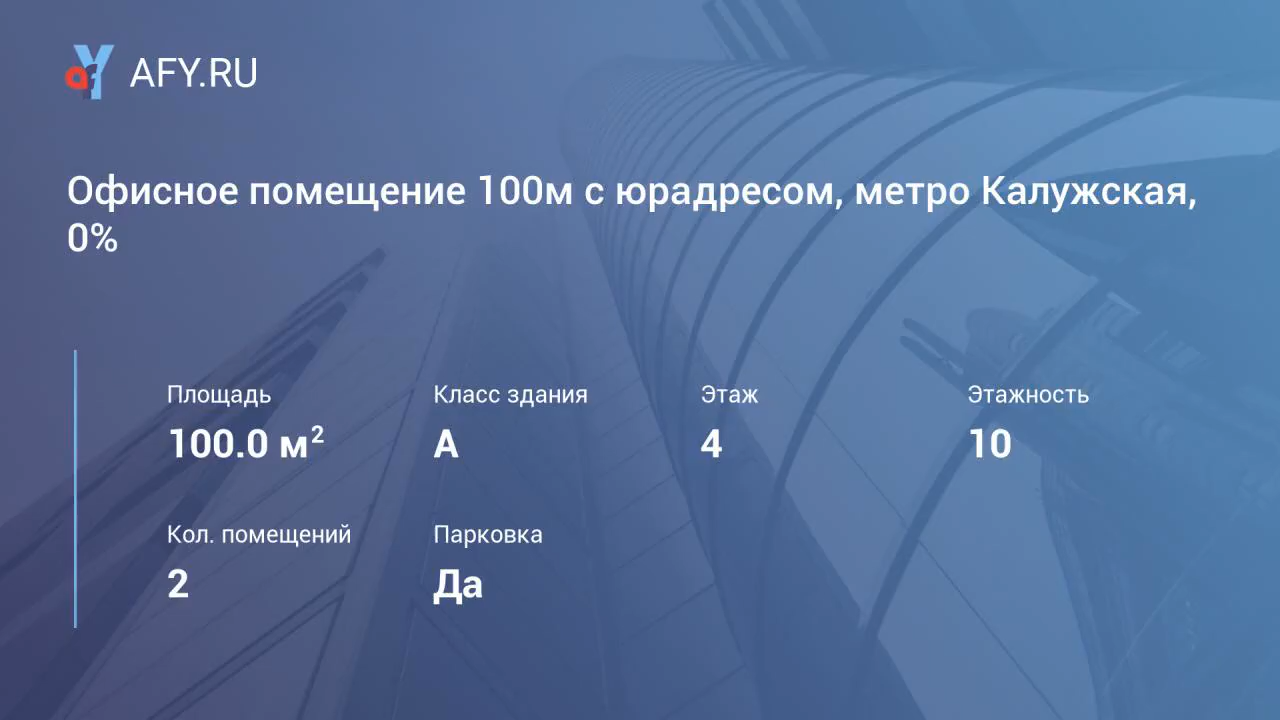 AFY.RU
Офисное помещение 100м с юрадресом, метро Калужская,
0%
Площадь
Класс здания
Этаж
Этажность
100.0 м²
А
4
10
Кол. помещений
Парковка
2
Да